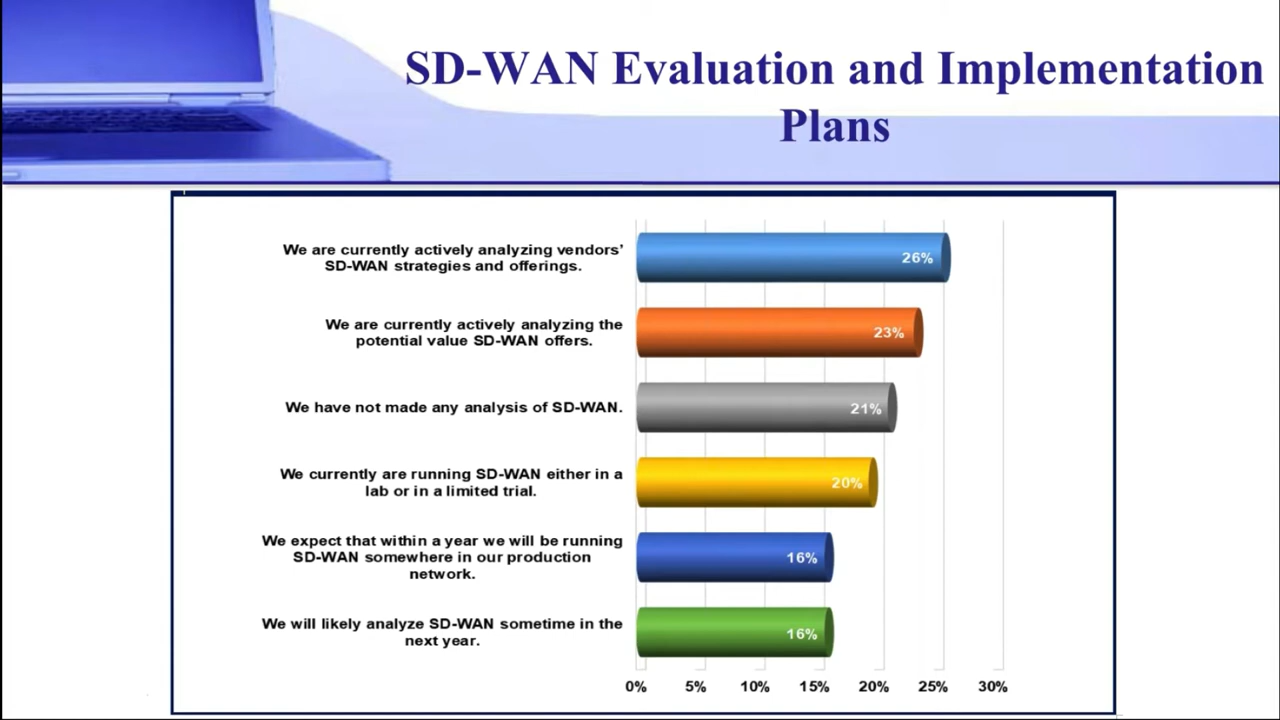 SD-WAN Evaluation and Implementation
Plans
We are currently actively analyzing vendors’
SD-WAN strategies and offerings.
26%
We are currently actively analyzing the
potential value SD-WAN offers.
23%
We have not made any analysis of SD-WAN.
21%
We currently are running SD-WAN either in a
lab or in a limited trial.
20%
We expect that within a year we will be running
SD-WAN somewhere in our production
network.
16%
We will likely analyze SD-WAN sometime in the
next year.
16%
0% 5% 10% 15% 20% 25% 30%